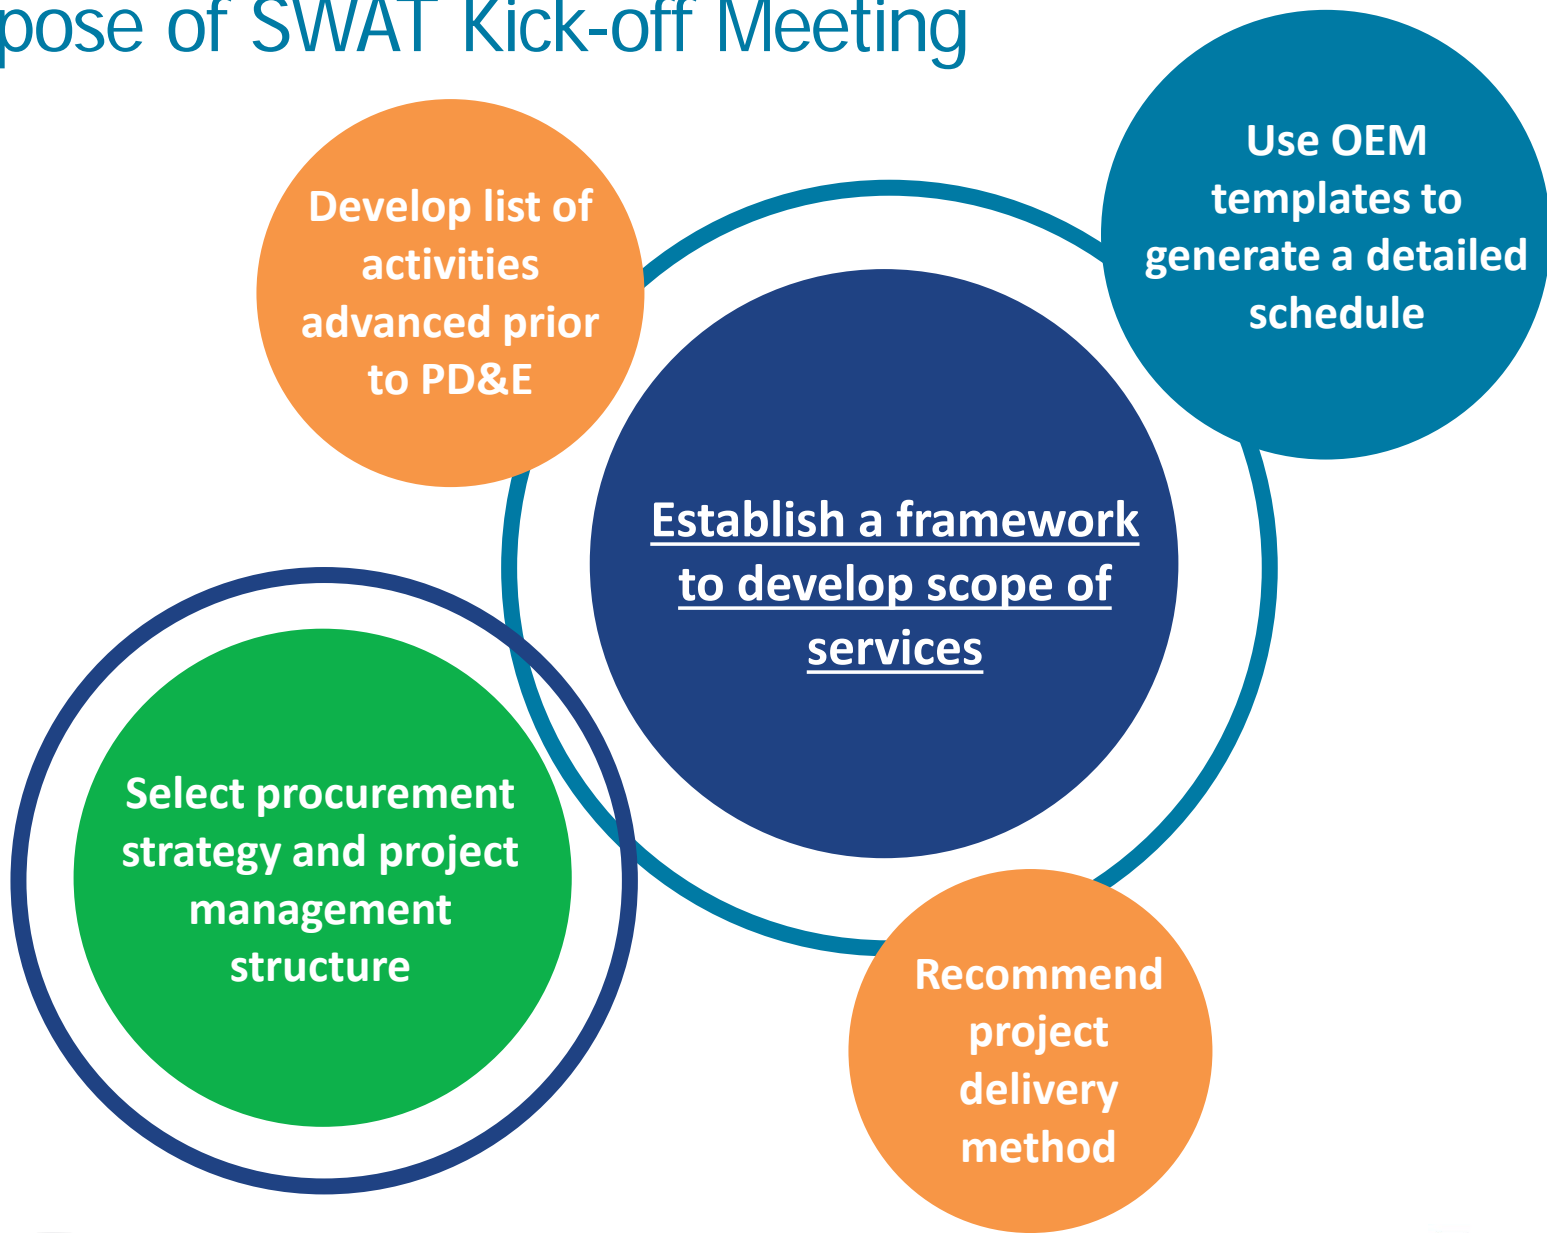 pose of SWAT Kick-off Meeting
Develop list of
activities
advanced prior
to PD&E
Use OEM
templates to
generate a detailed
schedule
Establish a framework
to develop scope of
services
Select procurement
strategy and project
management
structure
Recommend
project
delivery
method